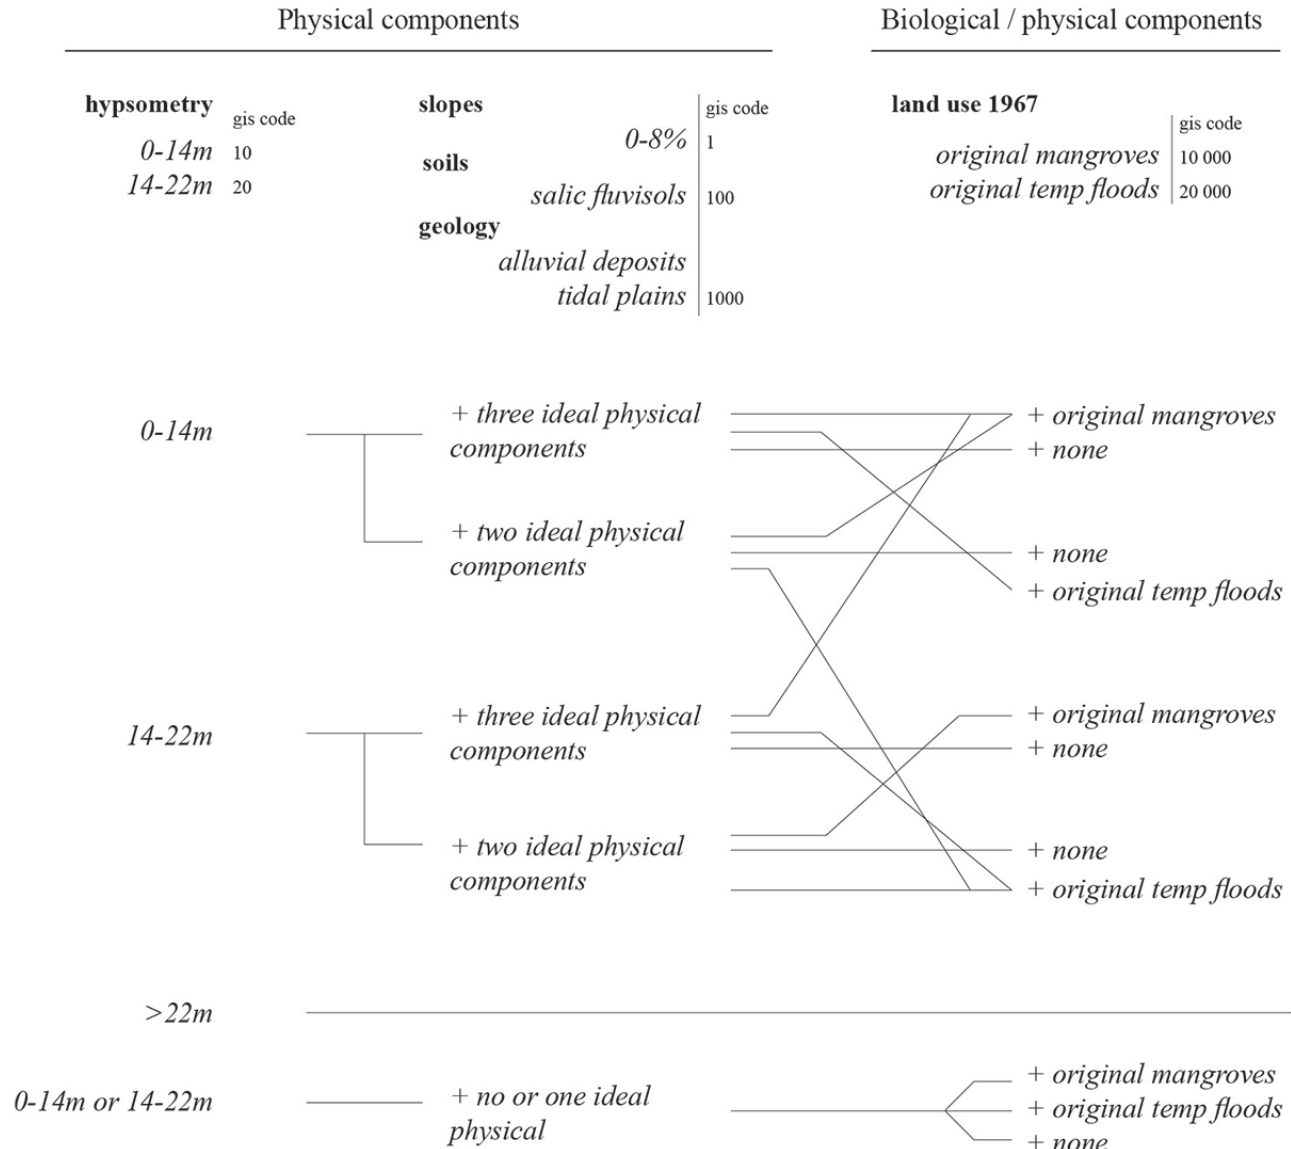 Physical components
Biological / physical components
hypsometry
gis code
0-14m 10
14-22m 20
slopes
gis code
0-8% 1
soils
salic fluvisols 100
geology
alluvial deposits
tidal plains 1000
land use 1967
gis code
original mangroves 10 000
original temp floods 20 000
0-14m
+ three ideal physical
components
+ two ideal physical
components
+ original mangroves
+ none
+ none
+ original temp floods
14-22m
+ three ideal physical
components
+ two ideal physical
components
+ original mangroves
+ none
+ none
+ original temp floods
>22m
0-14m or 14-22m
+ no or one ideal
physical
+ original mangroves
+ original temp floods
+ none